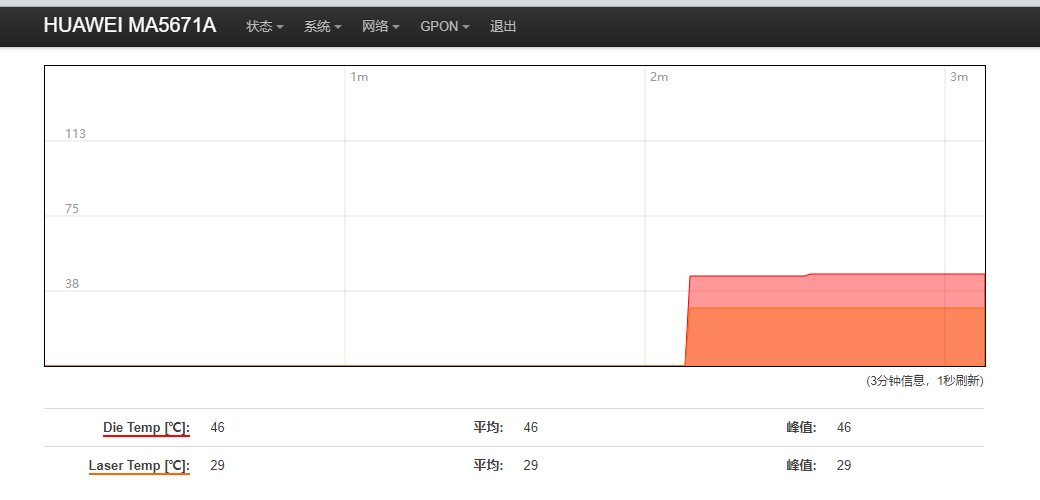 HUAWEI MA5671A 状态 系统 网络 GPON 退出
1m 2m 3m
113
75
38
(3分钟信息，1秒刷新)
Die Temp [℃]: 46 平均: 46 峰值: 46
Laser Temp [℃]: 29 平均: 29 峰值: 29